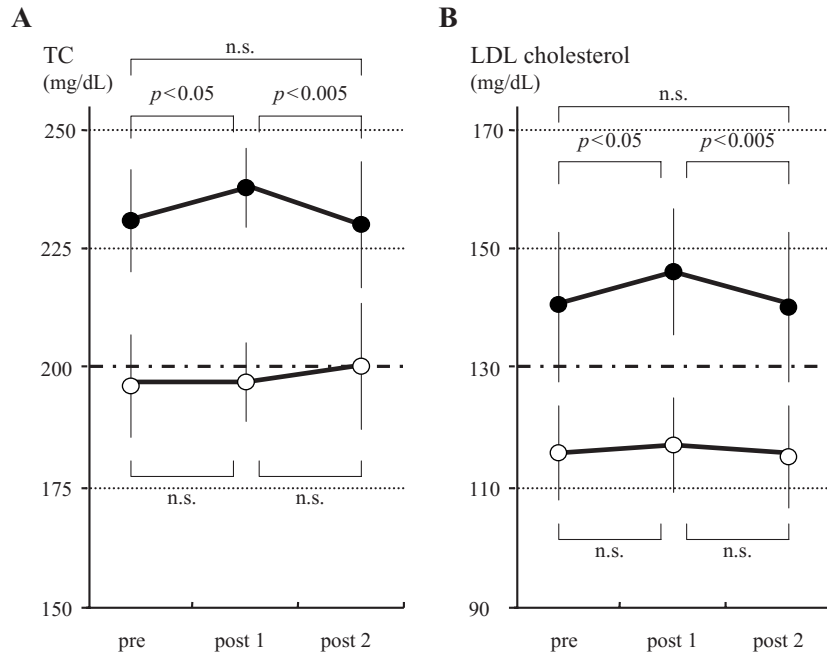 A
TC
(mg/dL)
n.s.
p<0.05
p<0.005
250
225
200
175
150
n.s.
n.s.
pre
post 1
post 2
B
LDL cholesterol
(mg/dL)
n.s.
p<0.05
p<0.005
170
150
130
110
90
n.s.
n.s.
pre
post 1
post 2